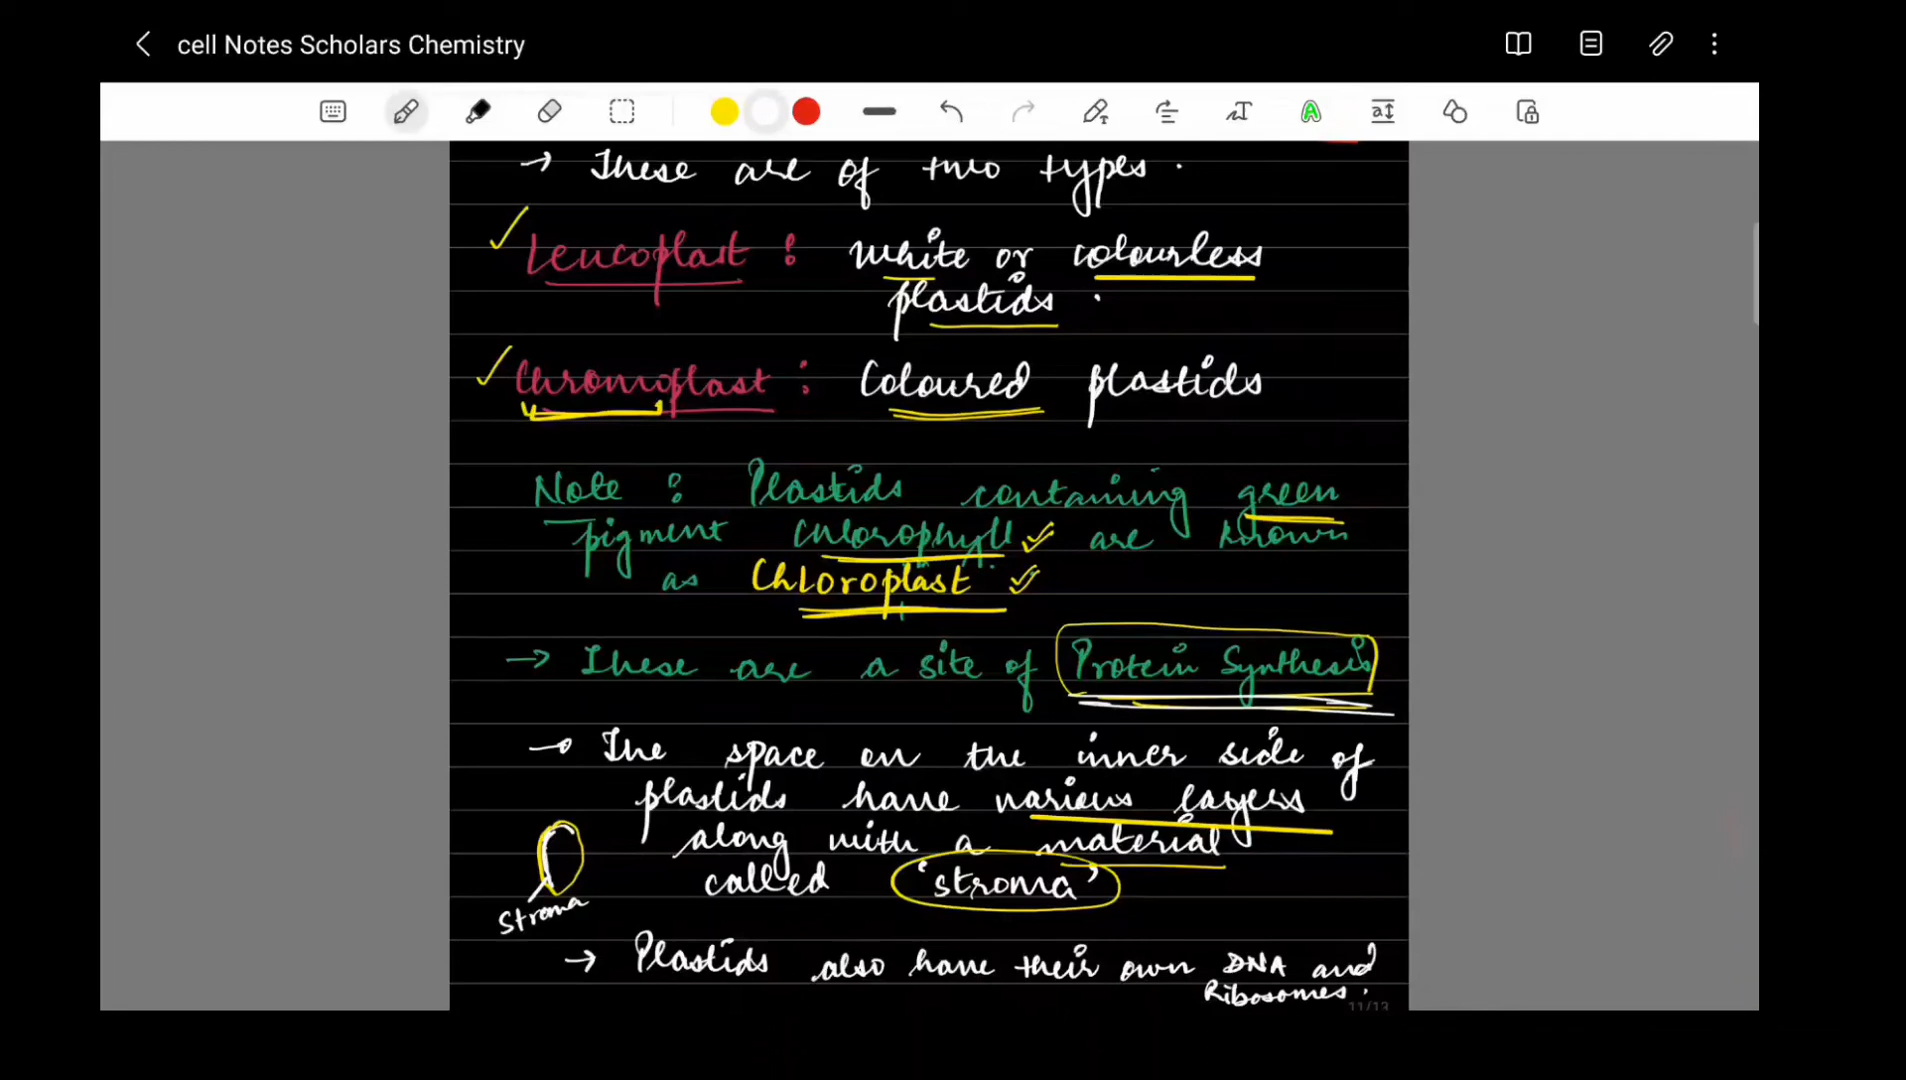 cell Notes Scholars Chemistry
→ These are of two types.
Leucoplast : White or colourless
plastids.
Chromoplast : Coloured plastids
Note : Plastids containing green
pigment chlorophyll are known
as Chloroplast
→ These are a site of Protein Synthesis
→ The space on the inner side of
plastids have various layers
along with a material
called 'stroma'
Stroma
→ Plastids also have their own DNA and
Ribosomes.
11/13